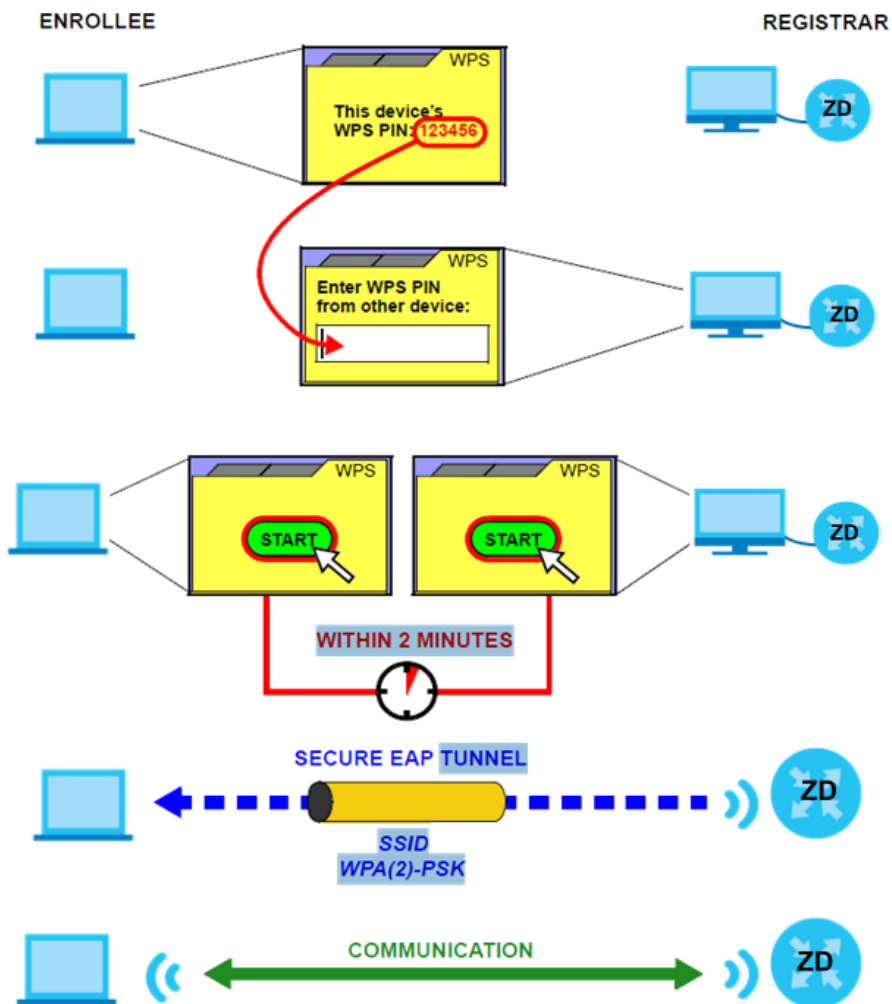 ENROLLEE
REGISTRAR
WPS
This device's
WPS PIN: 123456
ZD
WPS
Enter WPS PIN
from other device:
ZD
WPS
WPS
START
START
ZD
WITHIN 2 MINUTES
SECURE EAP TUNNEL
ZD
SSID
WPA(2)-PSK
COMMUNICATION
ZD